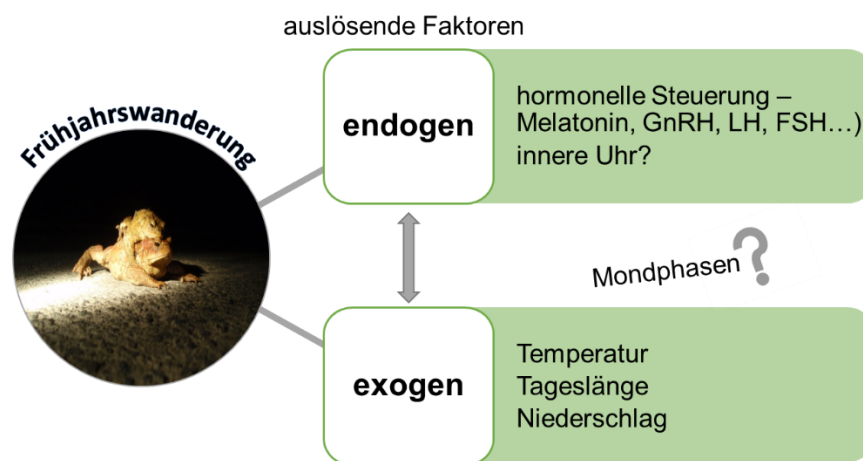 auslösende Faktoren
Frühjahrswanderung
endogen
hormonelle Steuerung –
Melatonin, GnRH, LH, FSH…)
innere Uhr?
Mondphasen ?
exogen
Temperatur
Tageslänge
Niederschlag